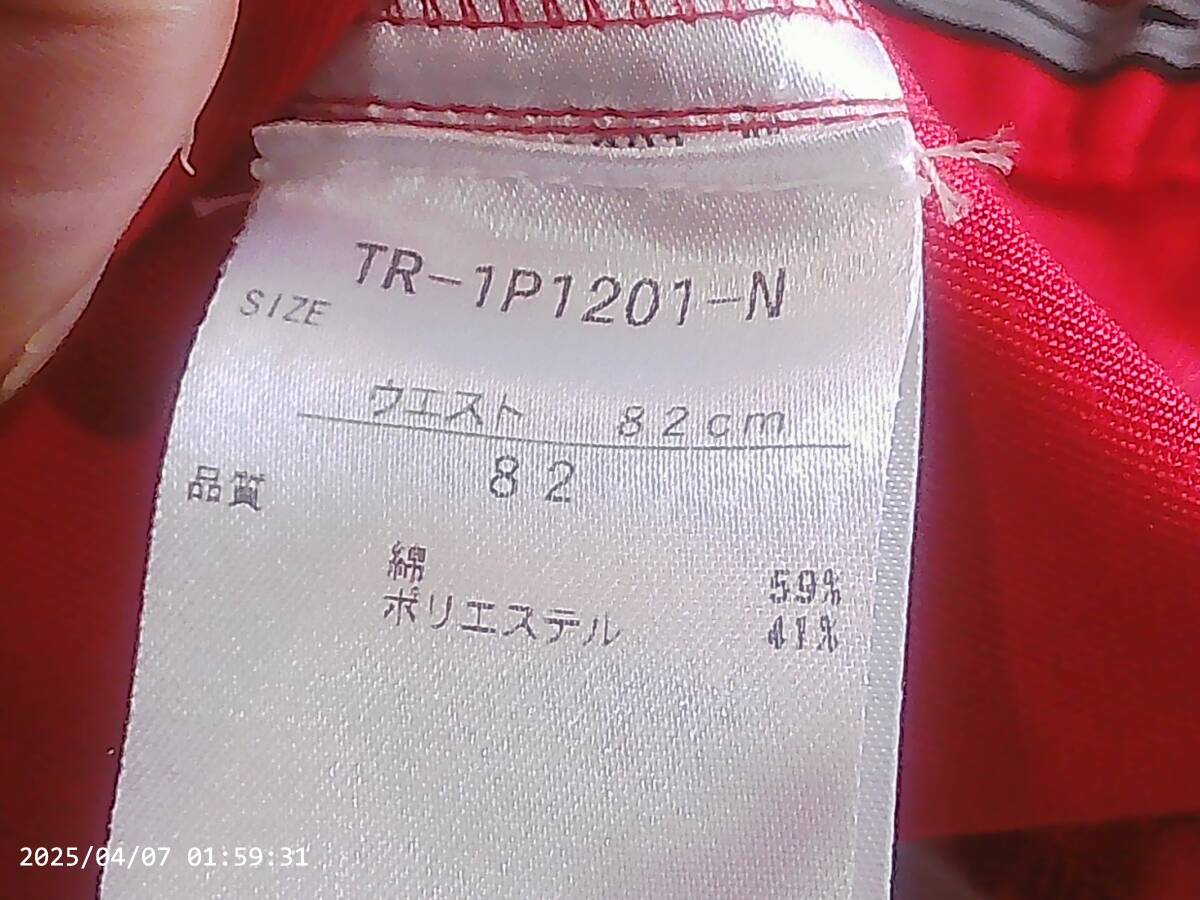 TR-1P1201-N
SIZE
ウエスト 82cm
82
品質
綿 59%
ポリエステル 41%
2025/04/07 01:59:31